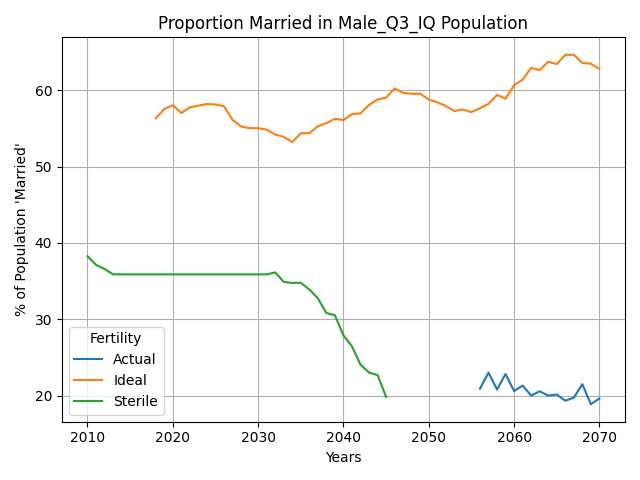 Proportion Married in Male_Q3_IQ Population
% of Population 'Married'
60
50
40
30
20
Fertility
Actual
Ideal
Sterile
2010 2020 2030 2040 2050 2060 2070
Years